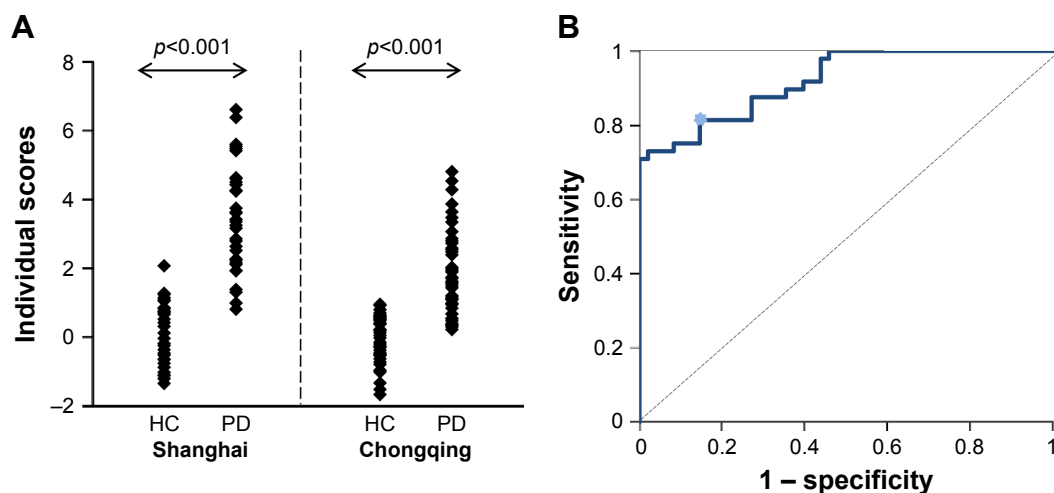 A
p<0.001
p<0.001
8
6
4
2
0
–2
Individual scores
HC
PD
HC
PD
Shanghai
Chongqing
B
1
0.8
0.6
0.4
0.2
0
Sensitivity
0
0.2
0.4
0.6
0.8
1
1 – specificity